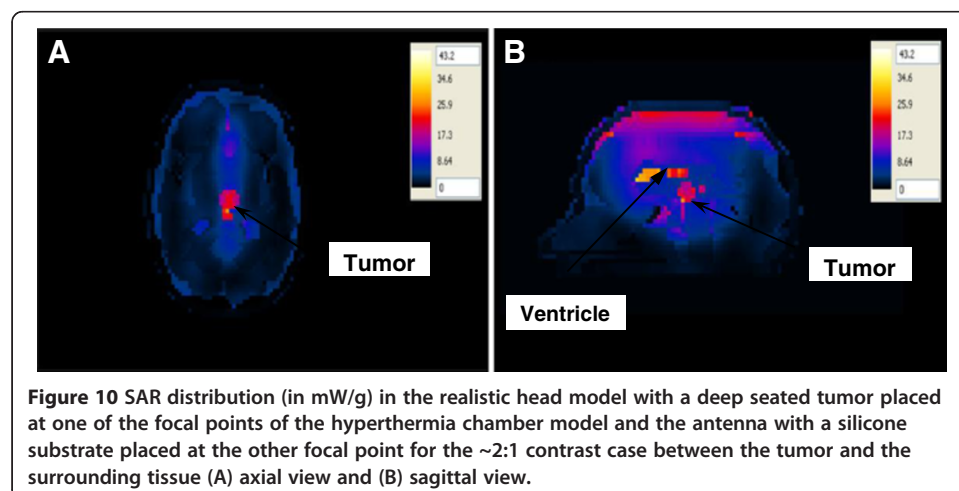 A
43.2
34.6
25.9
17.3
8.64
0
Tumor
B
43.2
34.6
25.9
17.3
8.64
0
Tumor
Ventricle
Figure 10 SAR distribution (in mW/g) in the realistic head model with a deep seated tumor placed
at one of the focal points of the hyperthermia chamber model and the antenna with a silicone
substrate placed at the other focal point for the ~2:1 contrast case between the tumor and the
surrounding tissue (A) axial view and (B) sagittal view.